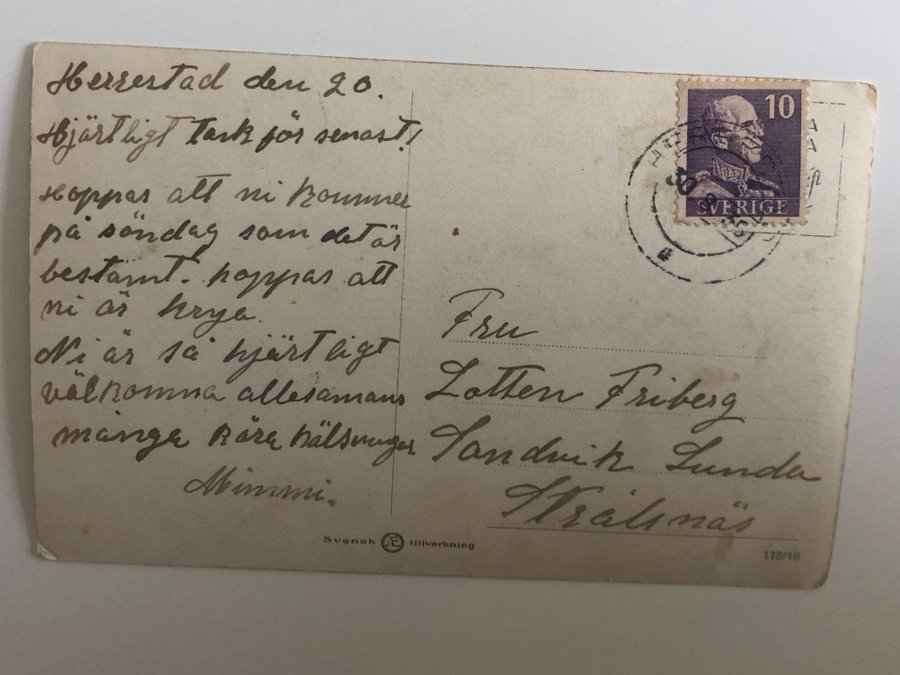 Herrestad den 20.
Hjärtligt tack för senast!
Hoppas att ni kommer
på söndag som det är
bestämt. hoppas att
ni är krya.
Ni är så hjärtligt
välkomna allesamans
många kära hälsningar
Mimmi.
10
SVERIGE
Fru
Lotten Friberg
Sandvik Sunda
Strålsnäs
Svensk tillverkning
118/18